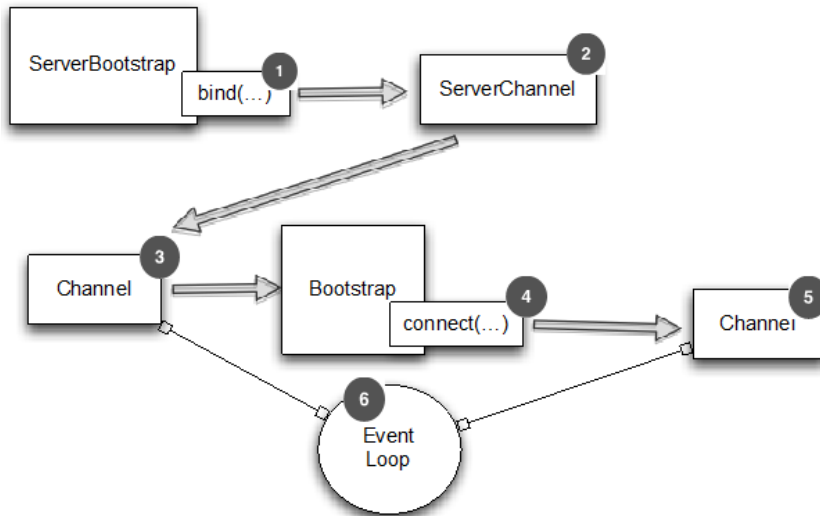 ServerBootstrap
1
bind(...)
2
ServerChannel
3
Channel
Bootstrap
4
connect(...)
5
Channel
6
Event
Loop